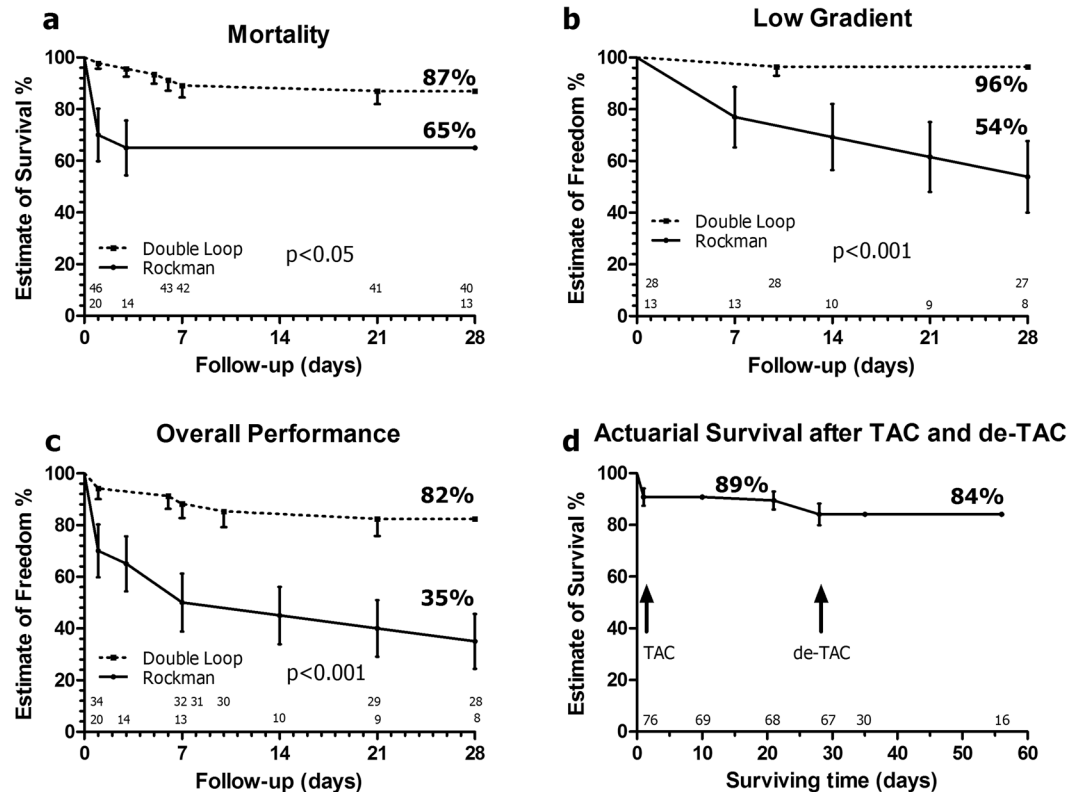 a
Mortality
Estimate of Survival %
100
80
60
40
20
0
87%
65%
Double Loop
Rockman
p<0.05
46 43 42 41 40
20 14 13
0 7 14 21 28
Follow-up (days)
b
Low Gradient
Estimate of Freedom %
100
80
60
40
20
0
96%
54%
Double Loop
Rockman
p<0.001
28 28 27
13 13 10 9 8
0 7 14 21 28
Follow-up (days)
c
Overall Performance
Estimate of Freedom %
100
80
60
40
20
0
82%
35%
Double Loop
Rockman
p<0.001
34 32 31 30 29 28
20 14 13 10 9 8
0 7 14 21 28
Follow-up (days)
d
Actuarial Survival after TAC and de-TAC
Estimate of Survival %
100
80
60
40
20
0
89%
84%
TAC
de-TAC
76 69 68 67 30 16
0 10 20 30 40 50 60
Surviving time (days)